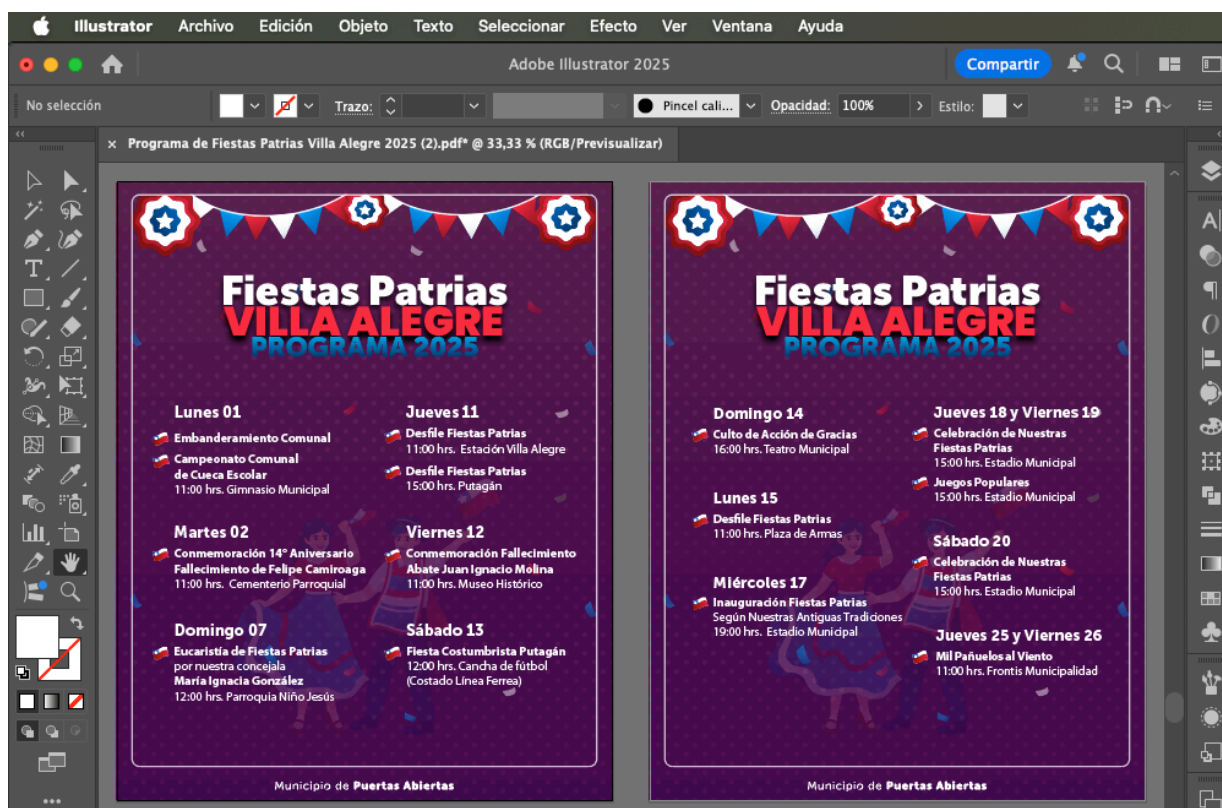 Illustrator Archivo Edición Objeto Texto Seleccionar Efecto Ver Ventana Ayuda
Adobe Illustrator 2025
Compartir
No selección
Trazo:
Pincel cali...
Opacidad: 100%
Estilo:
× Programa de Fiestas Patrias Villa Alegre 2025 (2).pdf* @ 33,33 % (RGB/Previsualizar)
Fiestas Patrias
VILLA ALEGRE
PROGRAMA 2025
Lunes 01
Embanderamiento Comunal
Campeonato Comunal
de Cueca Escolar
11:00 hrs. Gimnasio Municipal
Martes 02
Conmemoración 14° Aniversario
Fallecimiento de Felipe Camiroaga
11:00 hrs. Cementerio Parroquial
Domingo 07
Eucaristía de Fiestas Patrias
por nuestra concejala
María Ignacia González
12:00 hrs. Parroquia Niño Jesús
Jueves 11
Desfile Fiestas Patrias
11:00 hrs. Estación Villa Alegre
Desfile Fiestas Patrias
15:00 hrs. Putagán
Viernes 12
Conmemoración Fallecimiento
Abate Juan Ignacio Molina
11:00 hrs. Museo Histórico
Sábado 13
Fiesta Costumbrista Putagán
12:00 hrs. Cancha de fútbol
(Costado Línea Ferrea)
Municipio de Puertas Abiertas
Fiestas Patrias
VILLA ALEGRE
PROGRAMA 2025
Domingo 14
Culto de Acción de Gracias
16:00 hrs. Teatro Municipal
Lunes 15
Desfile Fiestas Patrias
11:00 hrs. Plaza de Armas
Miércoles 17
Inauguración Fiestas Patrias
Según Nuestras Antiguas Tradiciones
19:00 hrs. Estadio Municipal
Jueves 18 y Viernes 19
Celebración de Nuestras
Fiestas Patrias
15:00 hrs. Estadio Municipal
Juegos Populares
15:00 hrs. Estadio Municipal
Sábado 20
Celebración de Nuestras
Fiestas Patrias
15:00 hrs. Estadio Municipal
Jueves 25 y Viernes 26
Mil Pañuelos al Viento
11:00 hrs. Frontis Municipalidad
Municipio de Puertas Abiertas